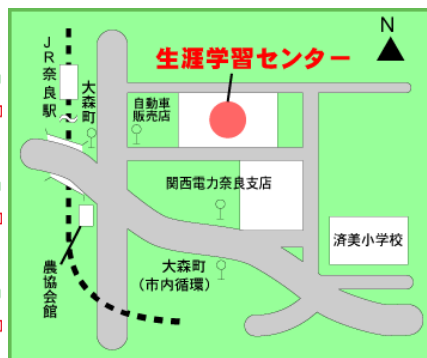 N
生涯学習センター
JR奈良駅
大森町
自動車
販売店
関西電力奈良支店
済美小学校
農協会館
大森町
(市内循環)